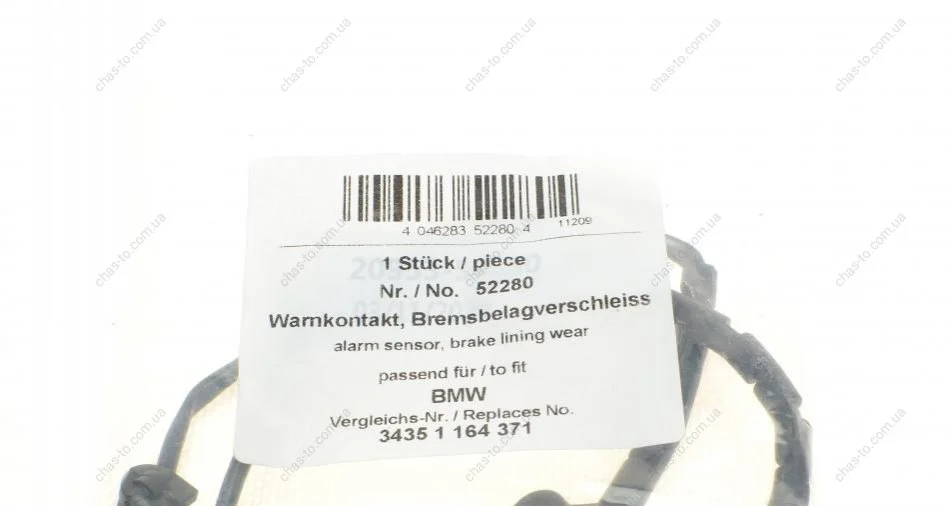 chas-to.com.ua
4 046283 52280 4
11209
1 Stück / piece
Nr. / No. 52280
Warnkontakt, Bremsbelagverschleiss
alarm sensor, brake lining wear
passend für / to fit
BMW
Vergleichs-Nr. / Replaces No.
3435 1 164 371